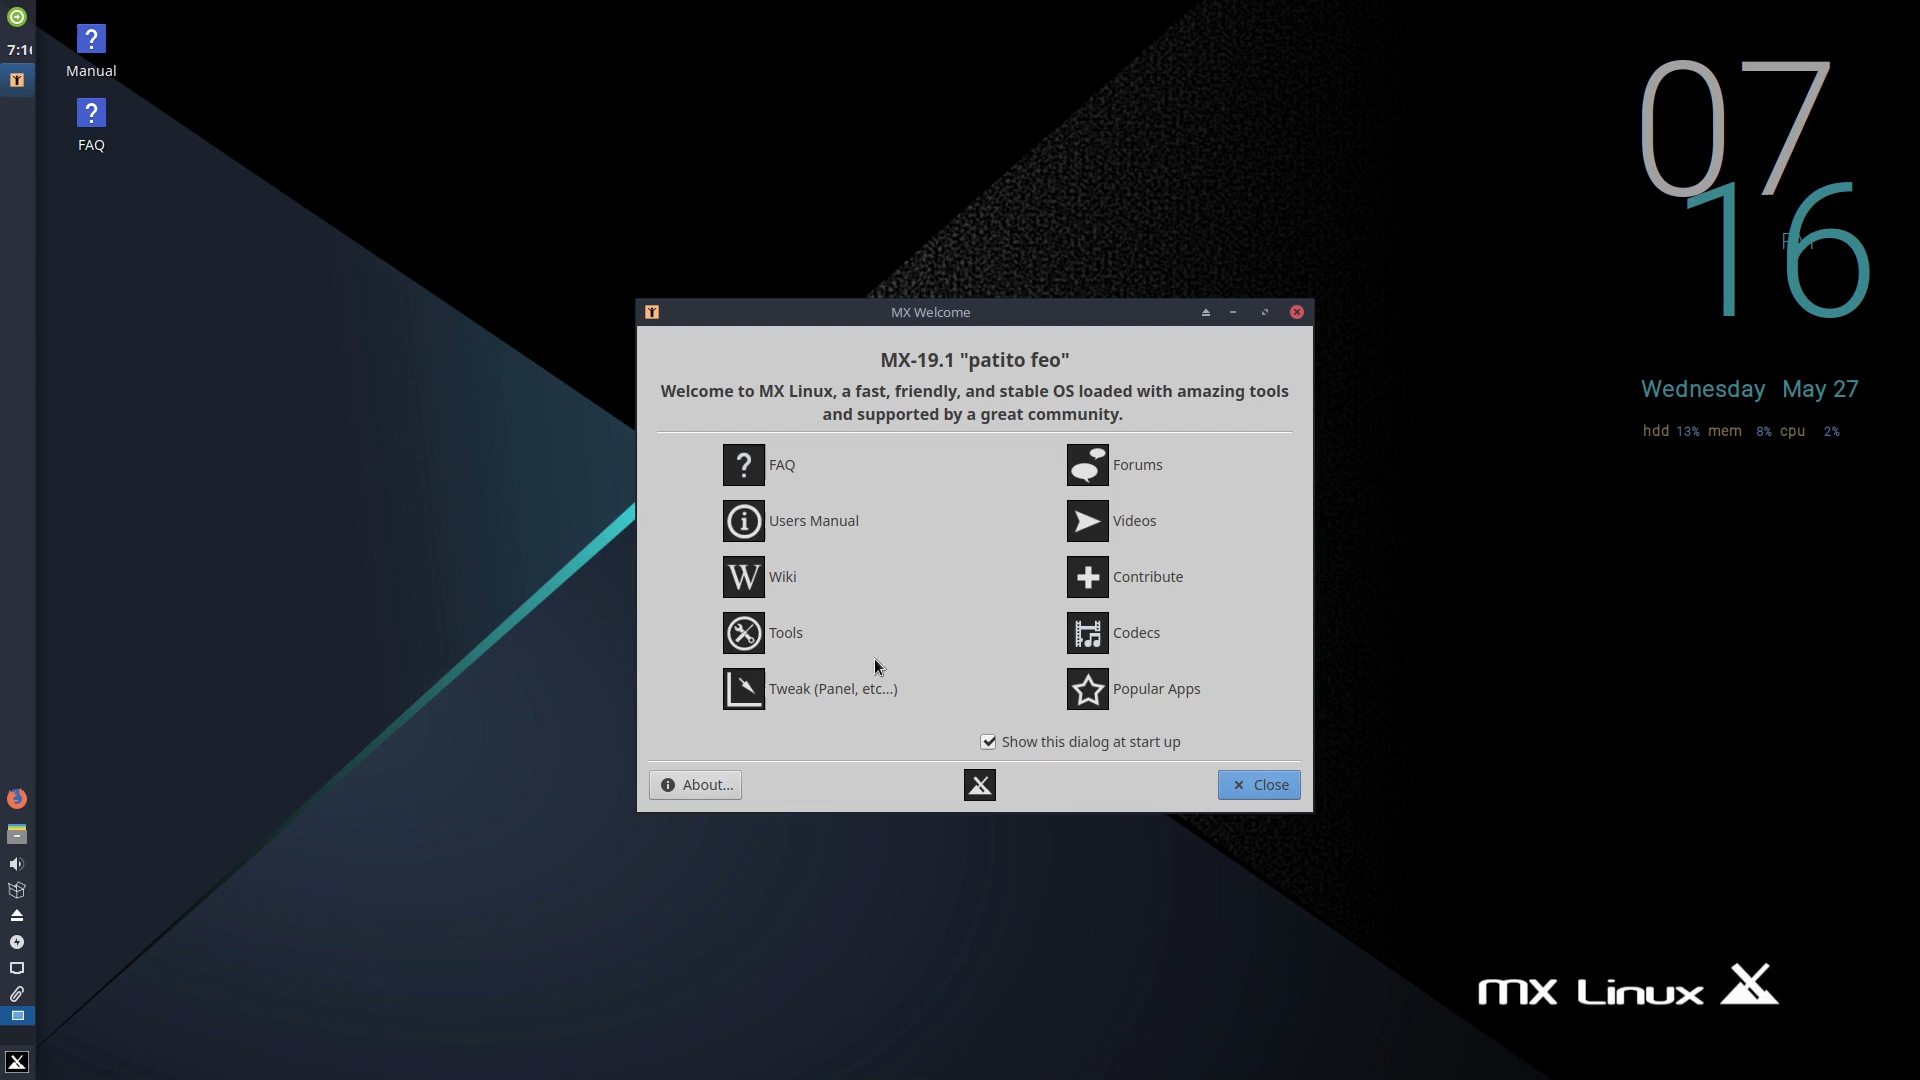 7:1
Manual
FAQ
07
16
PM
Wednesday May 27
hdd 13% mem 8% cpu 2%
MX Welcome
MX-19.1 "patito feo"
Welcome to MX Linux, a fast, friendly, and stable OS loaded with amazing tools
and supported by a great community.
FAQ
Forums
Users Manual
Videos
Wiki
Contribute
Tools
Codecs
Tweak (Panel, etc...)
Popular Apps
Show this dialog at start up
About...
Close
MX Linux